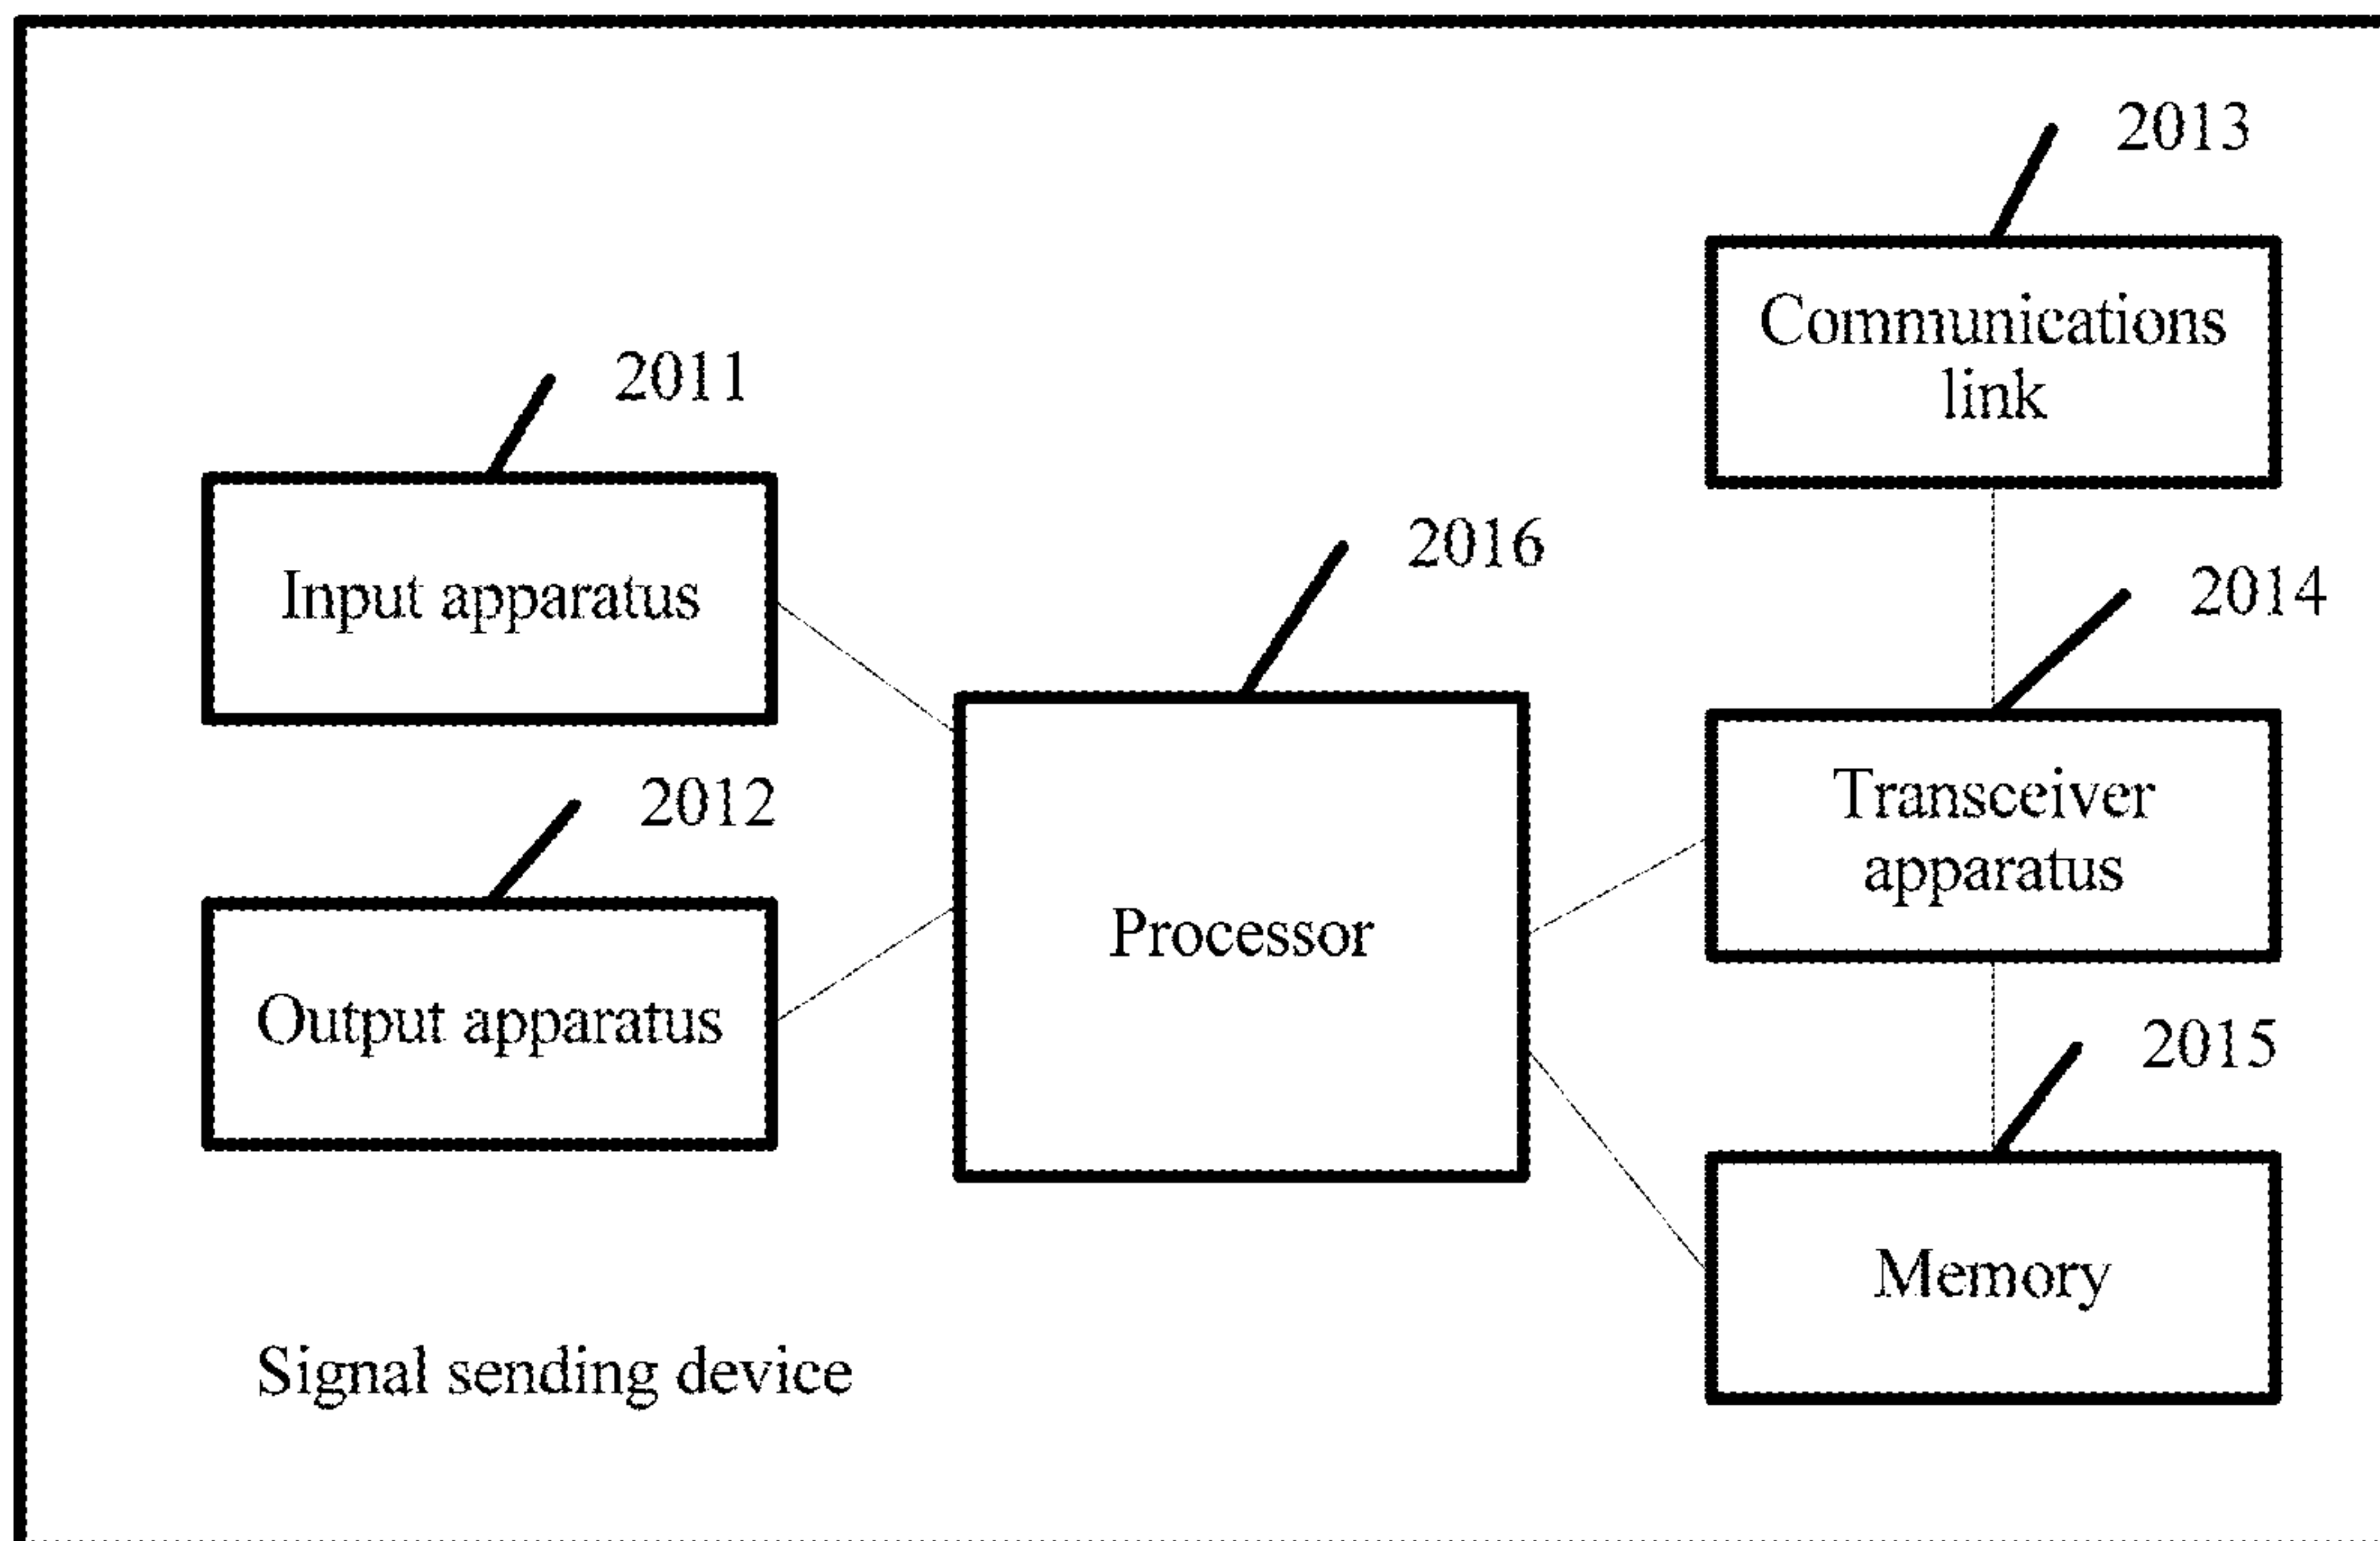 2013
Communications
link
2011
Input apparatus
2016
2014
Transceiver
apparatus
2012
Output apparatus
Processor
2015
Memory
Signal sending device